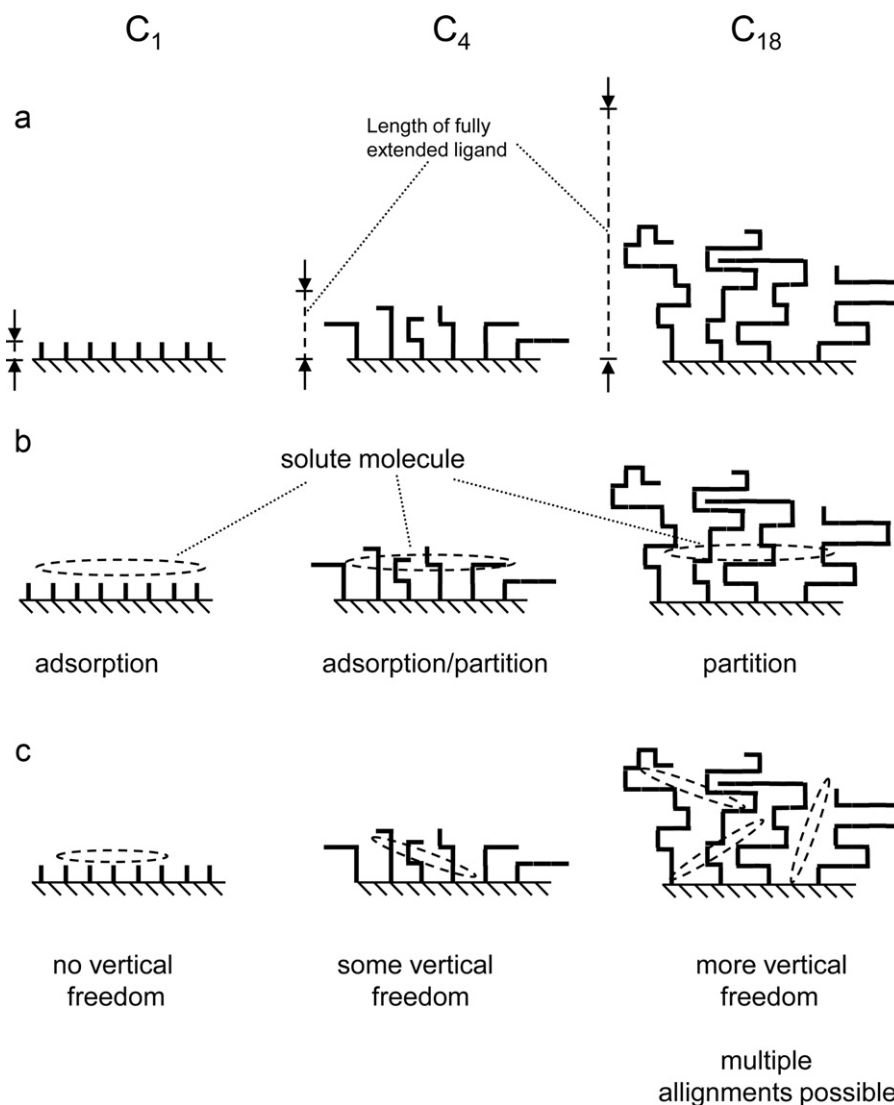 C₁ C₄ C₁₈
a
Length of fully
extended ligand
b
solute molecule
adsorption adsorption/partition partition
c
no vertical some vertical more vertical
freedom freedom freedom
multiple
allignments possible